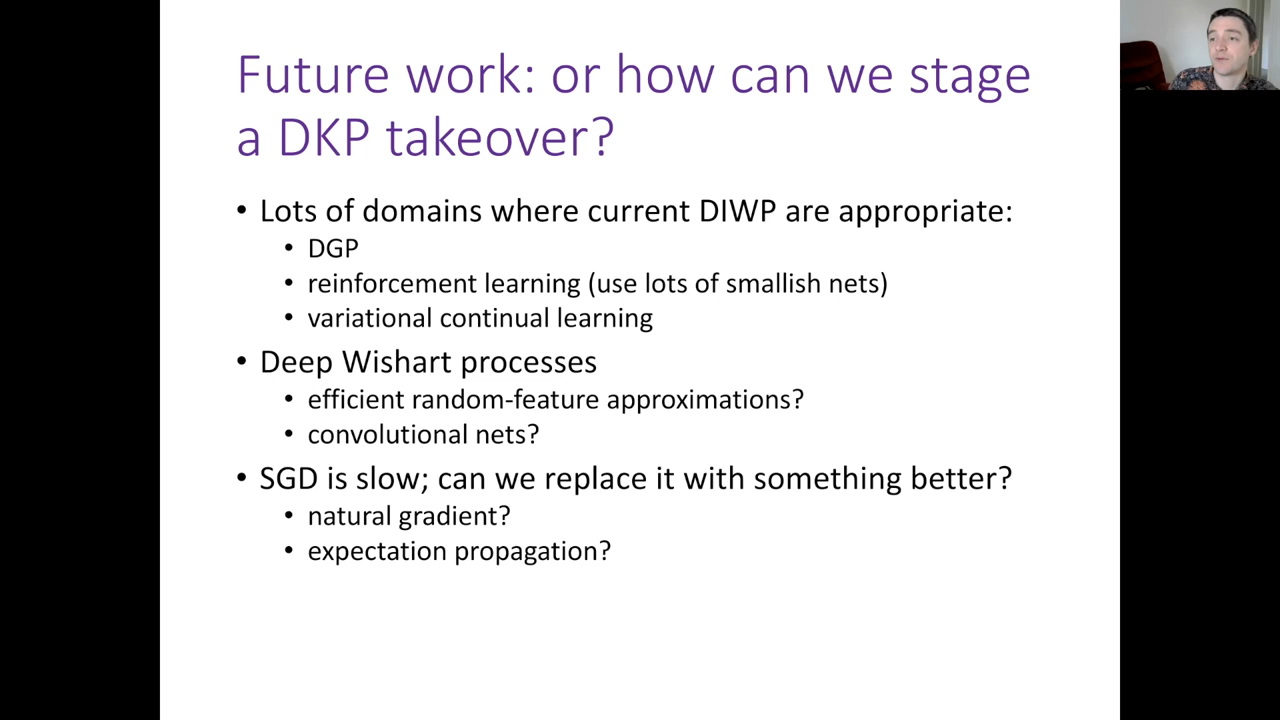 Future work: or how can we stage
a DKP takeover?
• Lots of domains where current DIWP are appropriate:
• DGP
• reinforcement learning (use lots of smallish nets)
• variational continual learning
• Deep Wishart processes
• efficient random-feature approximations?
• convolutional nets?
• SGD is slow; can we replace it with something better?
• natural gradient?
• expectation propagation?